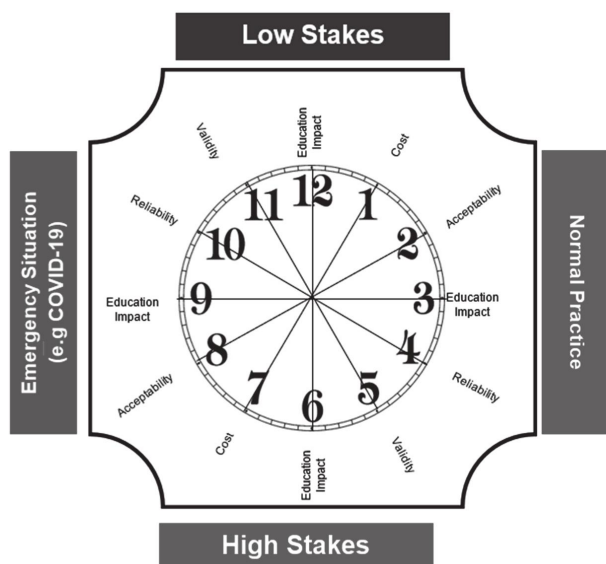 Low Stakes
Education
Impact
Validity
Cost
Reliability
Acceptability
12
11
1
10
2
Emergency Situation
(e.g COVID-19)
Education
Impact
9
3
Education
Impact
Normal Practice
8
4
7
5
6
Acceptability
Reliability
Cost
Validity
Education
Impact
High Stakes